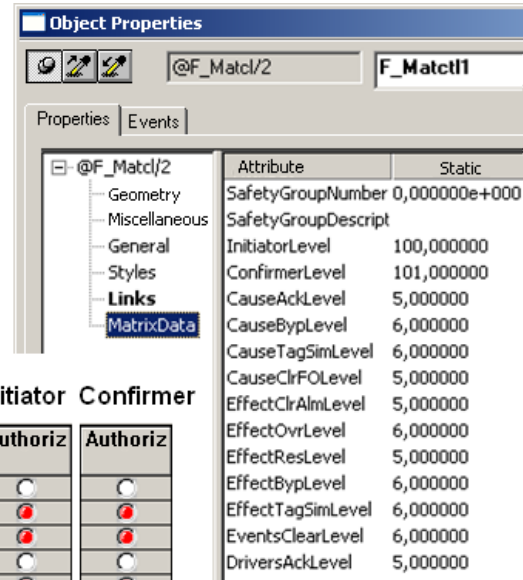 Object Properties
@F_Matcl/2 F_Matctl1
Properties Events
@F_Matcl/2
Geometry
Miscellaneous
General
Styles
Links
MatrixData
Attribute Static
SafetyGroupNumber 0,000000e+000
SafetyGroupDescript
InitiatorLevel 100,000000
ConfirmerLevel 101,000000
CauseAckLevel 5,000000
CauseBypLevel 6,000000
CauseTagSimLevel 6,000000
CauseClrFOLevel 5,000000
EffectClrAlmLevel 5,000000
EffectOvrLevel 6,000000
EffectResLevel 5,000000
EffectBypLevel 6,000000
EffectTagSimLevel 6,000000
EventsClearLevel 6,000000
DriversAckLevel 5,000000
itiator Confirmer
uthoriz Authoriz